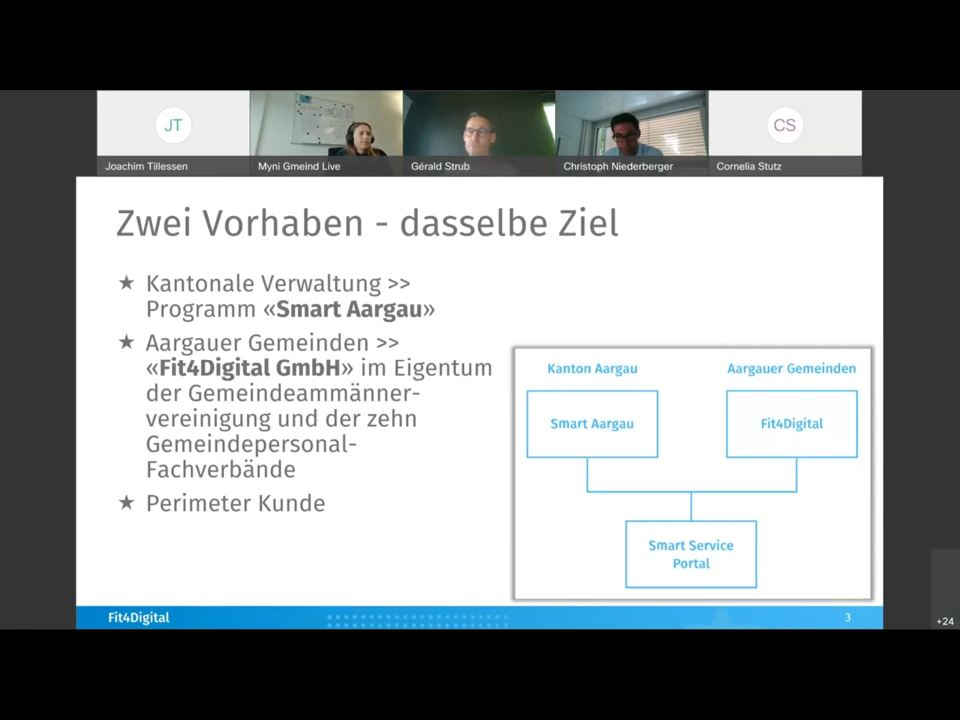 JT
CS
Joachim Tillessen
Myni Gmeind Live
Gérald Strub
Christoph Niederberger
Cornelia Stutz
Zwei Vorhaben - dasselbe Ziel
★ Kantonale Verwaltung >>
Programm «Smart Aargau»
★ Aargauer Gemeinden >>
«Fit4Digital GmbH» im Eigentum
der Gemeindeammänner-
vereinigung und der zehn
Gemeindepersonal-
Fachverbände
★ Perimeter Kunde
Kanton Aargau
Aargauer Gemeinden
Smart Aargau
Fit4Digital
Smart Service
Portal
Fit4Digital
3
+24